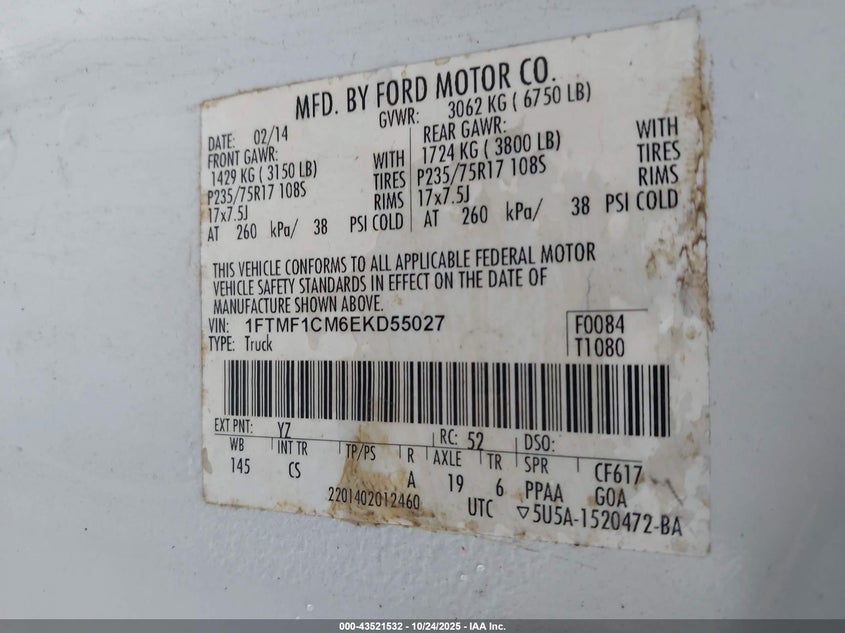 MFD. BY FORD MOTOR CO.
DATE: 02/14
GVWR: 3062 KG ( 6750 LB)
FRONT GAWR:
1429 KG ( 3150 LB) WITH
P235/75R17 108S TIRES
17x7.5J RIMS
AT 260 kPa/ 38 PSI COLD
REAR GAWR: WITH
1724 KG ( 3800 LB) TIRES
P235/75R17 108S RIMS
17x7.5J
AT 260 kPa/ 38 PSI COLD
THIS VEHICLE CONFORMS TO ALL APPLICABLE FEDERAL MOTOR
VEHICLE SAFETY STANDARDS IN EFFECT ON THE DATE OF
MANUFACTURE SHOWN ABOVE.
VIN: 1FTMF1CM6EKD55027
TYPE: Truck
F0084
T1080
EXT PNT: YZ RC: 52 DSO:
WB INT TR TP/PS R AXLE TR SPR CF617
145 CS A 19 6 PPAA GOA
2201402012460 UTC ▽5U5A-1520472-BA
000-43521532 - 10/24/2025 - IAA Inc.